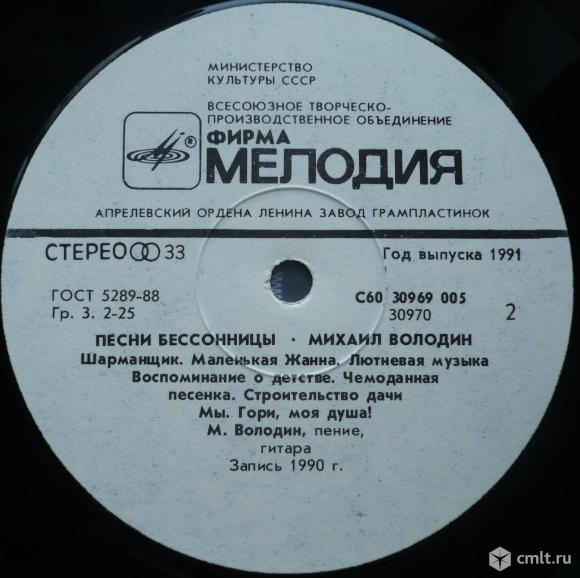 МИНИСТЕРСТВО
КУЛЬТУРЫ СССР
ВСЕСОЮЗНОЕ ТВОРЧЕСКО-
ПРОИЗВОДСТВЕННОЕ ОБЪЕДИНЕНИЕ
ФИРМА
® МЕЛОДИЯ
АПРЕЛЕВСКИЙ ОРДЕНА ЛЕНИНА ЗАВОД ГРАМПЛАСТИНОК
СТЕРЕО 33
Год выпуска 1991
ГОСТ 5289-88
Гр. 3. 2-25
С60 30969 005
30970
2
ПЕСНИ БЕССОННИЦЫ · МИХАИЛ ВОЛОДИН
Шарманщик. Маленькая Жанна. Лютневая музыка
Воспоминание о детстве. Чемоданная
песенка. Строительство дачи
Мы. Гори, моя душа!
М. Володин, пение,
гитара
Запись 1990 г.
cmlt.ru